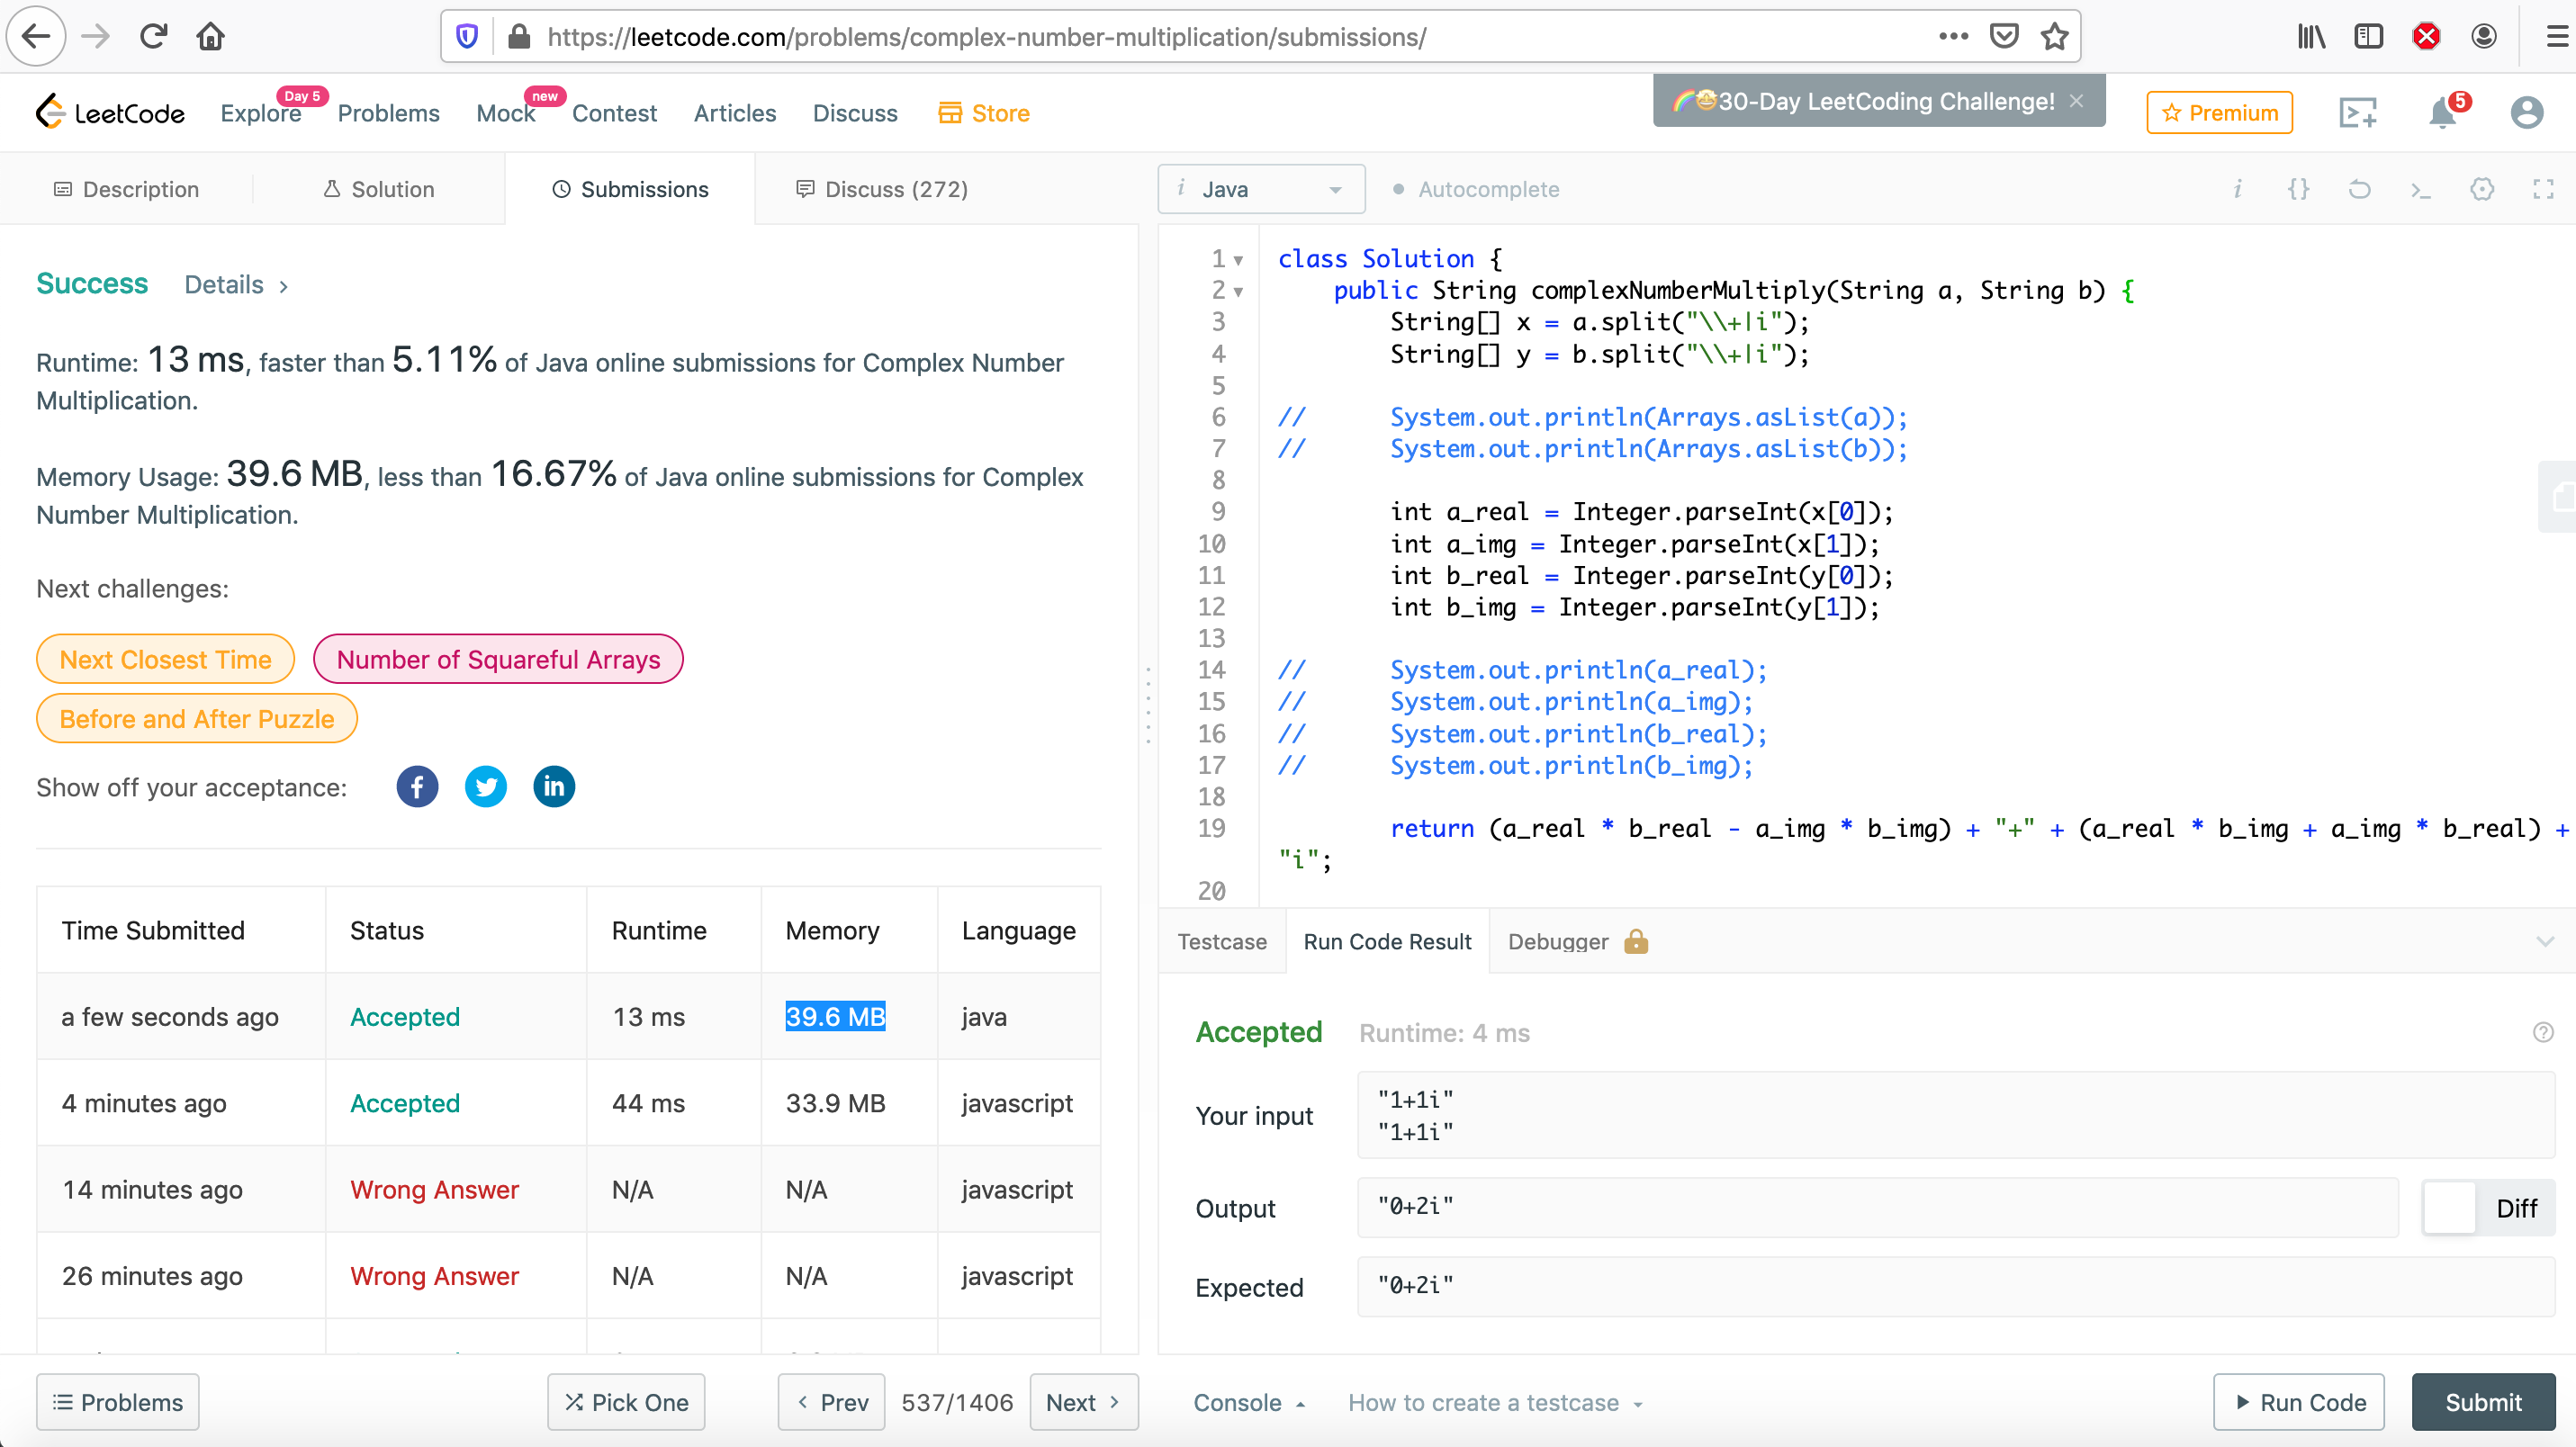 https://leetcode.com/problems/complex-number-multiplication/submissions/
LeetCode
Explore
Day 5
Problems
Mock
new
Contest
Articles
Discuss
Store
🌈🤩30-Day LeetCoding Challenge! ×
Premium
5
Description
Solution
Submissions
Discuss (272)
i Java
Autocomplete
Success Details >
Runtime: 13 ms, faster than 5.11% of Java online submissions for Complex Number
Multiplication.
Memory Usage: 39.6 MB, less than 16.67% of Java online submissions for Complex
Number Multiplication.
Next challenges:
Next Closest Time
Number of Squareful Arrays
Before and After Puzzle
Show off your acceptance:
Time Submitted Status Runtime Memory Language
a few seconds ago Accepted 13 ms 39.6 MB java
4 minutes ago Accepted 44 ms 33.9 MB javascript
14 minutes ago Wrong Answer N/A N/A javascript
26 minutes ago Wrong Answer N/A N/A javascript
Problems
Pick One
< Prev
537/1406
Next >
1 class Solution {
2 public String complexNumberMultiply(String a, String b) {
3 String[] x = a.split("\\+|i");
4 String[] y = b.split("\\+|i");
5
6 // System.out.println(Arrays.asList(a));
7 // System.out.println(Arrays.asList(b));
8
9 int a_real = Integer.parseInt(x[0]);
10 int a_img = Integer.parseInt(x[1]);
11 int b_real = Integer.parseInt(y[0]);
12 int b_img = Integer.parseInt(y[1]);
13
14 // System.out.println(a_real);
15 // System.out.println(a_img);
16 // System.out.println(b_real);
17 // System.out.println(b_img);
18
19 return (a_real * b_real - a_img * b_img) + "+" + (a_real * b_img + a_img * b_real) +
"i";
20
Testcase
Run Code Result
Debugger
Accepted Runtime: 4 ms
Your input
"1+1i"
"1+1i"
Output
"0+2i"
Diff
Expected
"0+2i"
Console
How to create a testcase
Run Code
Submit